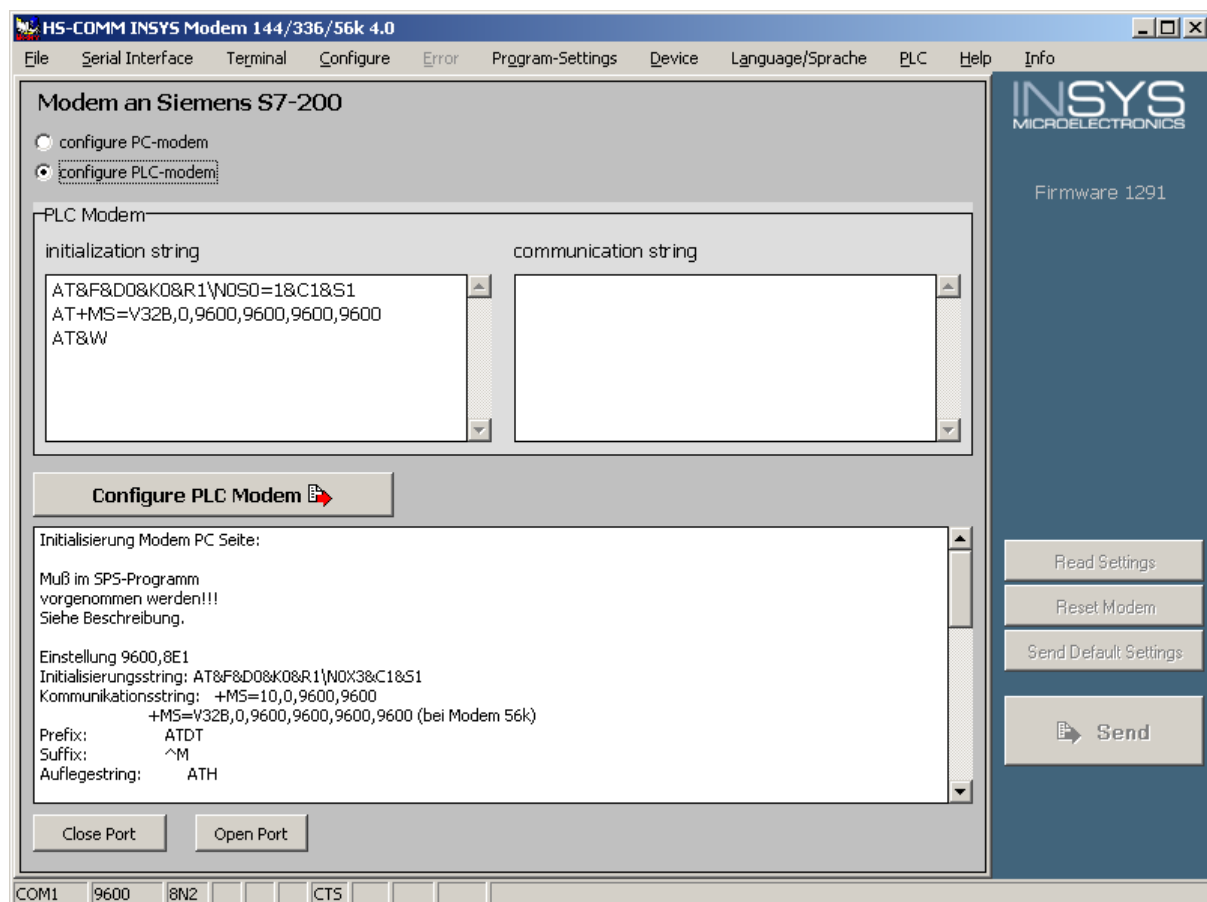 HS-COMM INSYS Modem 144/336/56k 4.0
File Serial Interface Terminal Configure Error Program-Settings Device Language/Sprache PLC Help Info
Modem an Siemens S7-200
configure PC-modem
configure PLC-modem
PLC Modem
initialization string
AT&F&D0&K0&R1\N0S0=1&C1&S1
AT+MS=V32B,0,9600,9600,9600,9600
AT&W
communication string
Configure PLC Modem
Initialisierung Modem PC Seite:
Muß im SPS-Programm
vorgenommen werden!!!
Siehe Beschreibung.
Einstellung 9600,8E1
Initialisierungsstring: AT&F&D0&K0&R1\N0X3&C1&S1
Kommunikationsstring: +MS=10,0,9600,9600
+MS=V32B,0,9600,9600,9600,9600 (bei Modem 56k)
Prefix: ATDT
Suffix: ^M
Auflegestring: ATH
Close Port Open Port
INSYS
MICROELECTRONICS
Firmware 1291
Read Settings
Reset Modem
Send Default Settings
Send
COM1 9600 8N2 CTS